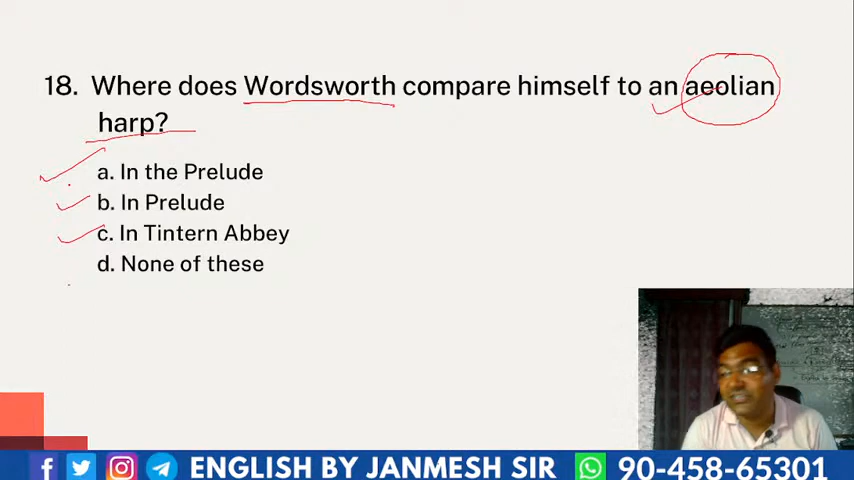 18. Where does Wordsworth compare himself to an aeolian
harp?
a. In the Prelude
b. In Prelude
c. In Tintern Abbey
d. None of these
ENGLISH BY JANMESH SIR 90-458-65301